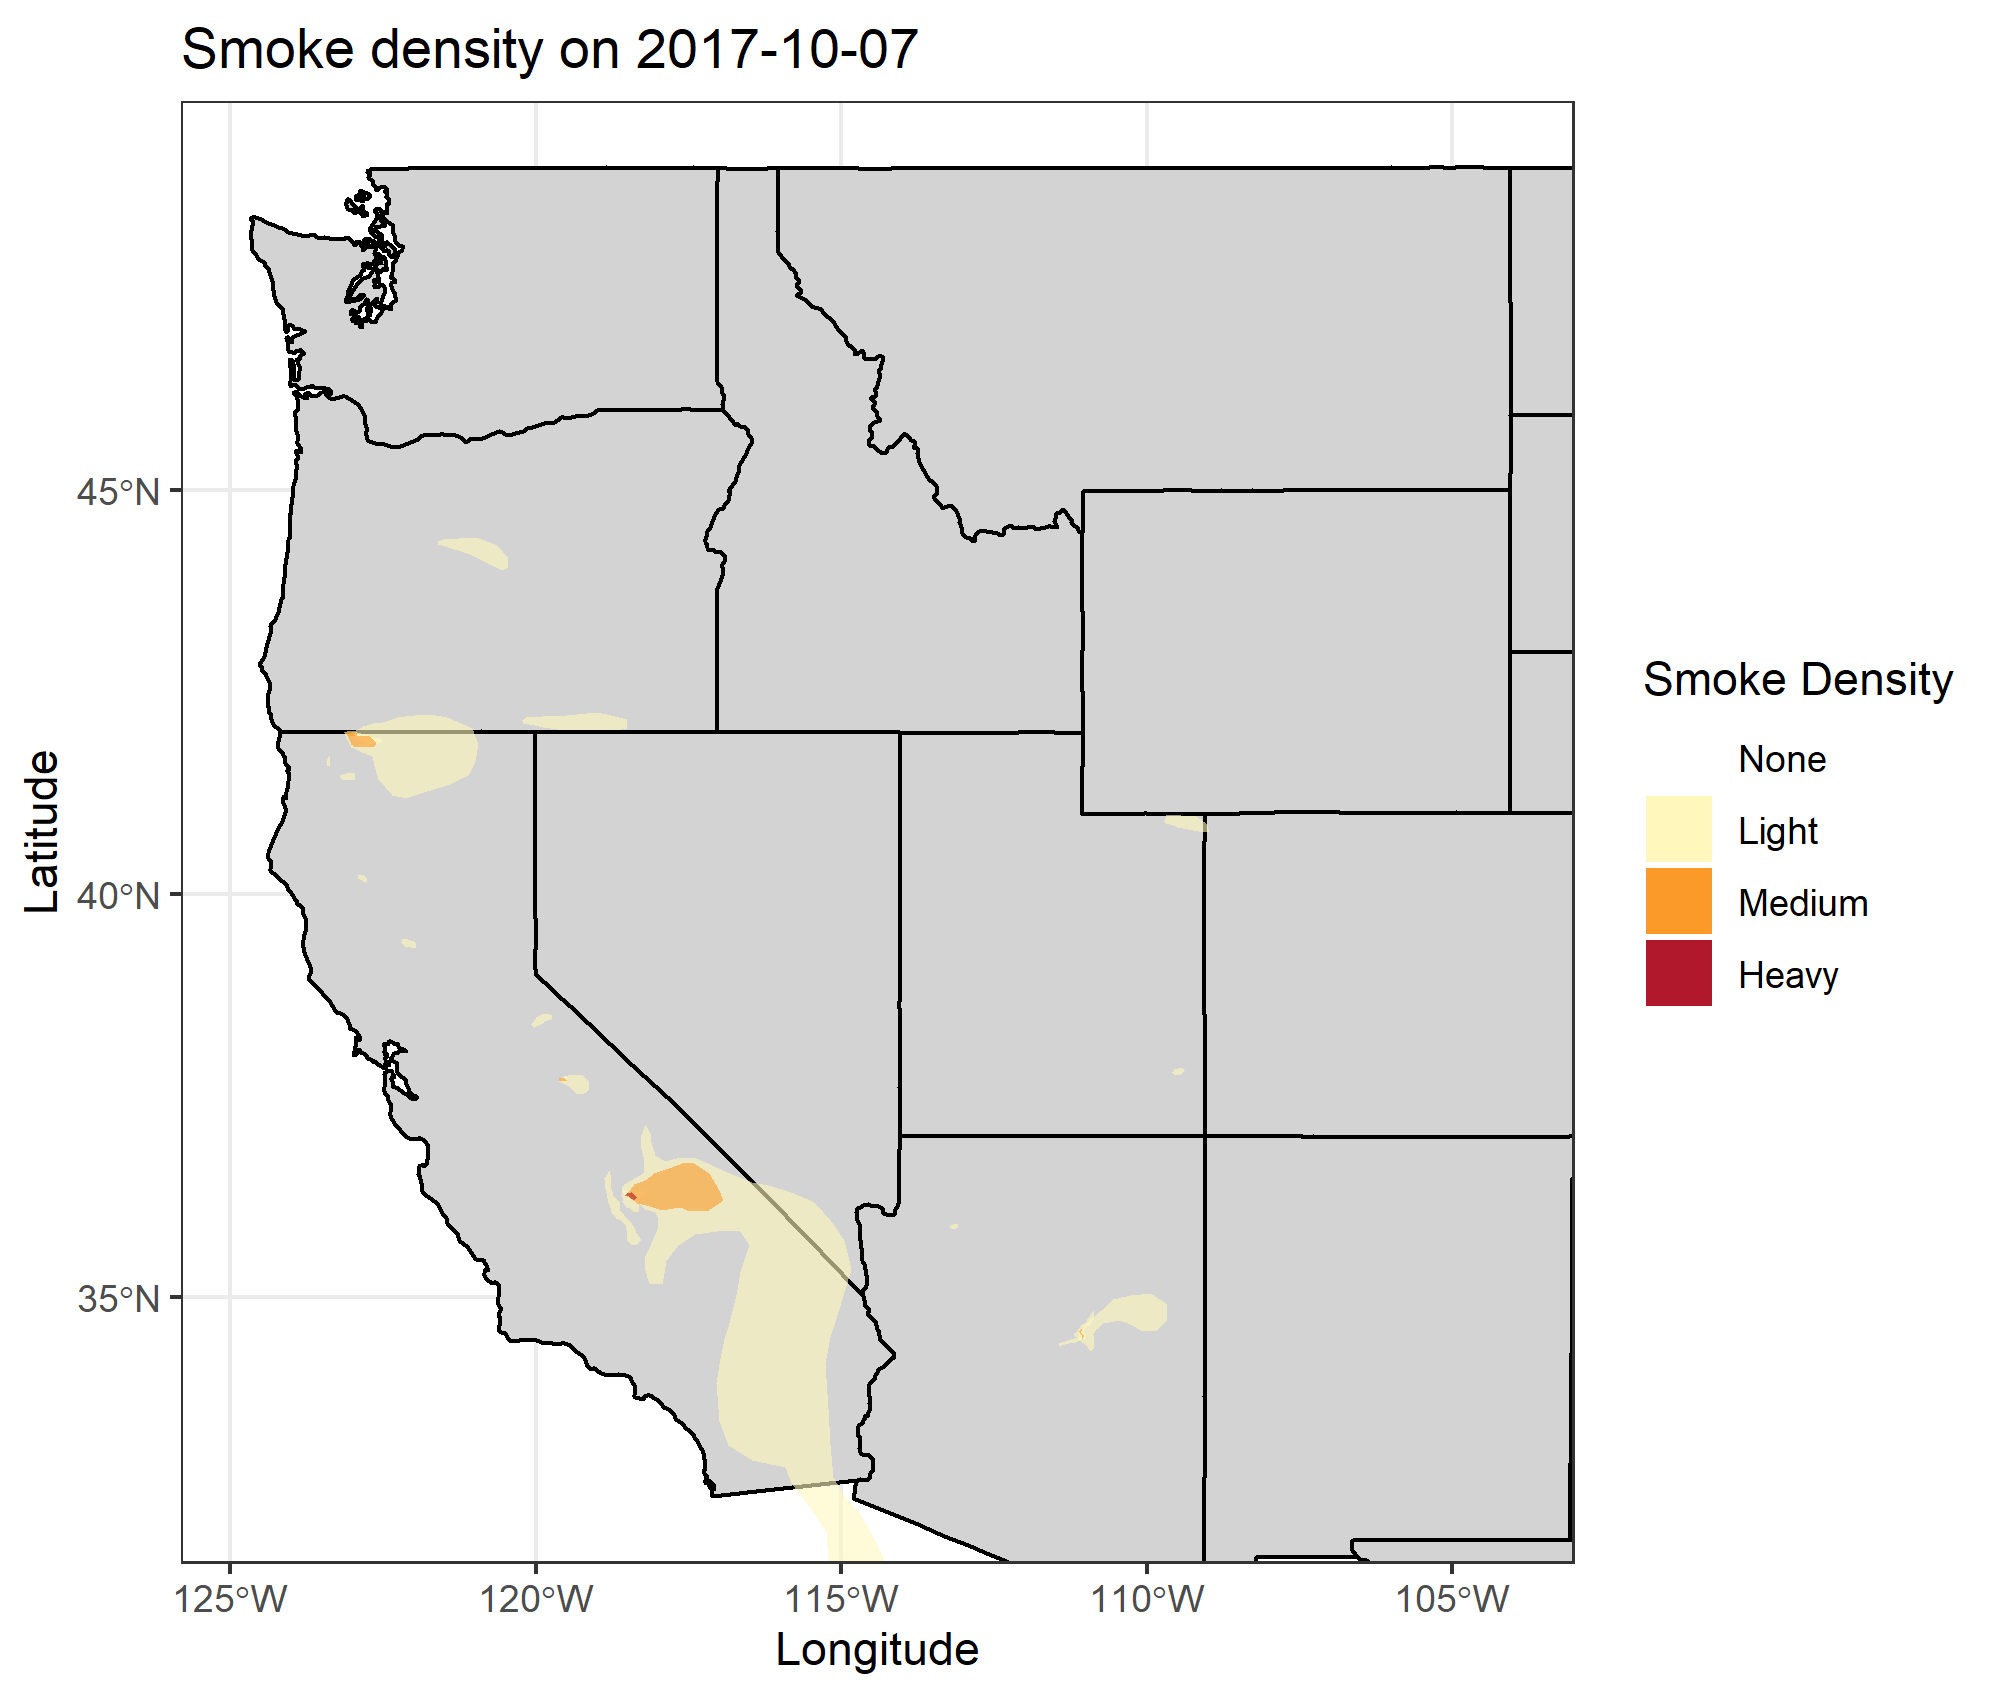 Smoke density on 2017-10-07
Latitude
45°N
40°N
35°N
125°W
120°W
115°W
110°W
105°W
Longitude
Smoke Density
None
Light
Medium
Heavy